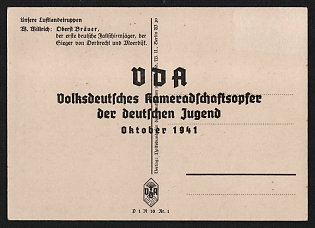 Unsere Luftlandetruppen
W. Willrich: Oberst Bräuer,
der erste deutsche Fallschirmjäger, der
Sieger von Dordrecht und Moerdijk.
VDA
Volksdeutsches Kameradschaftsopfer
der deutschen Jugend
Oktober 1941
VDA